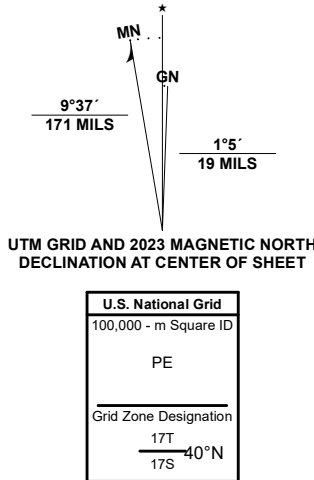 MN
GN
9°37´
171 MILS
1°5´
19 MILS
UTM GRID AND 2023 MAGNETIC NORTH
DECLINATION AT CENTER OF SHEET
U.S. National Grid
100,000 - m Square ID
PE
Grid Zone Designation
17T
40°N
17S